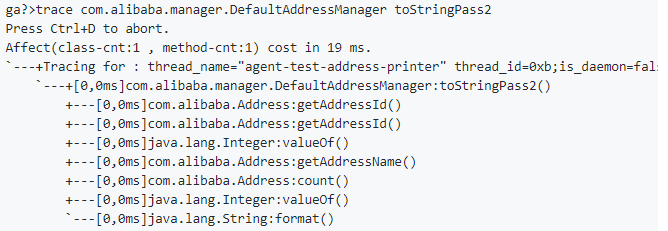 ga?>trace com.alibaba.manager.DefaultAddressManager toStringPass2
Press Ctrl+D to abort.
Affect(class-cnt:1 , method-cnt:1) cost in 19 ms.
`---+Tracing for : thread_name="agent-test-address-printer" thread_id=0xb;is_daemon=fals
    `---+[0,0ms]com.alibaba.manager.DefaultAddressManager:toStringPass2()
        +---[0,0ms]com.alibaba.Address:getAddressId()
        +---[0,0ms]com.alibaba.Address:getAddressId()
        +---[0,0ms]java.lang.Integer:valueOf()
        +---[0,0ms]com.alibaba.Address:getAddressName()
        +---[0,0ms]com.alibaba.Address:count()
        +---[0,0ms]java.lang.Integer:valueOf()
        `---[0,0ms]java.lang.String:format()